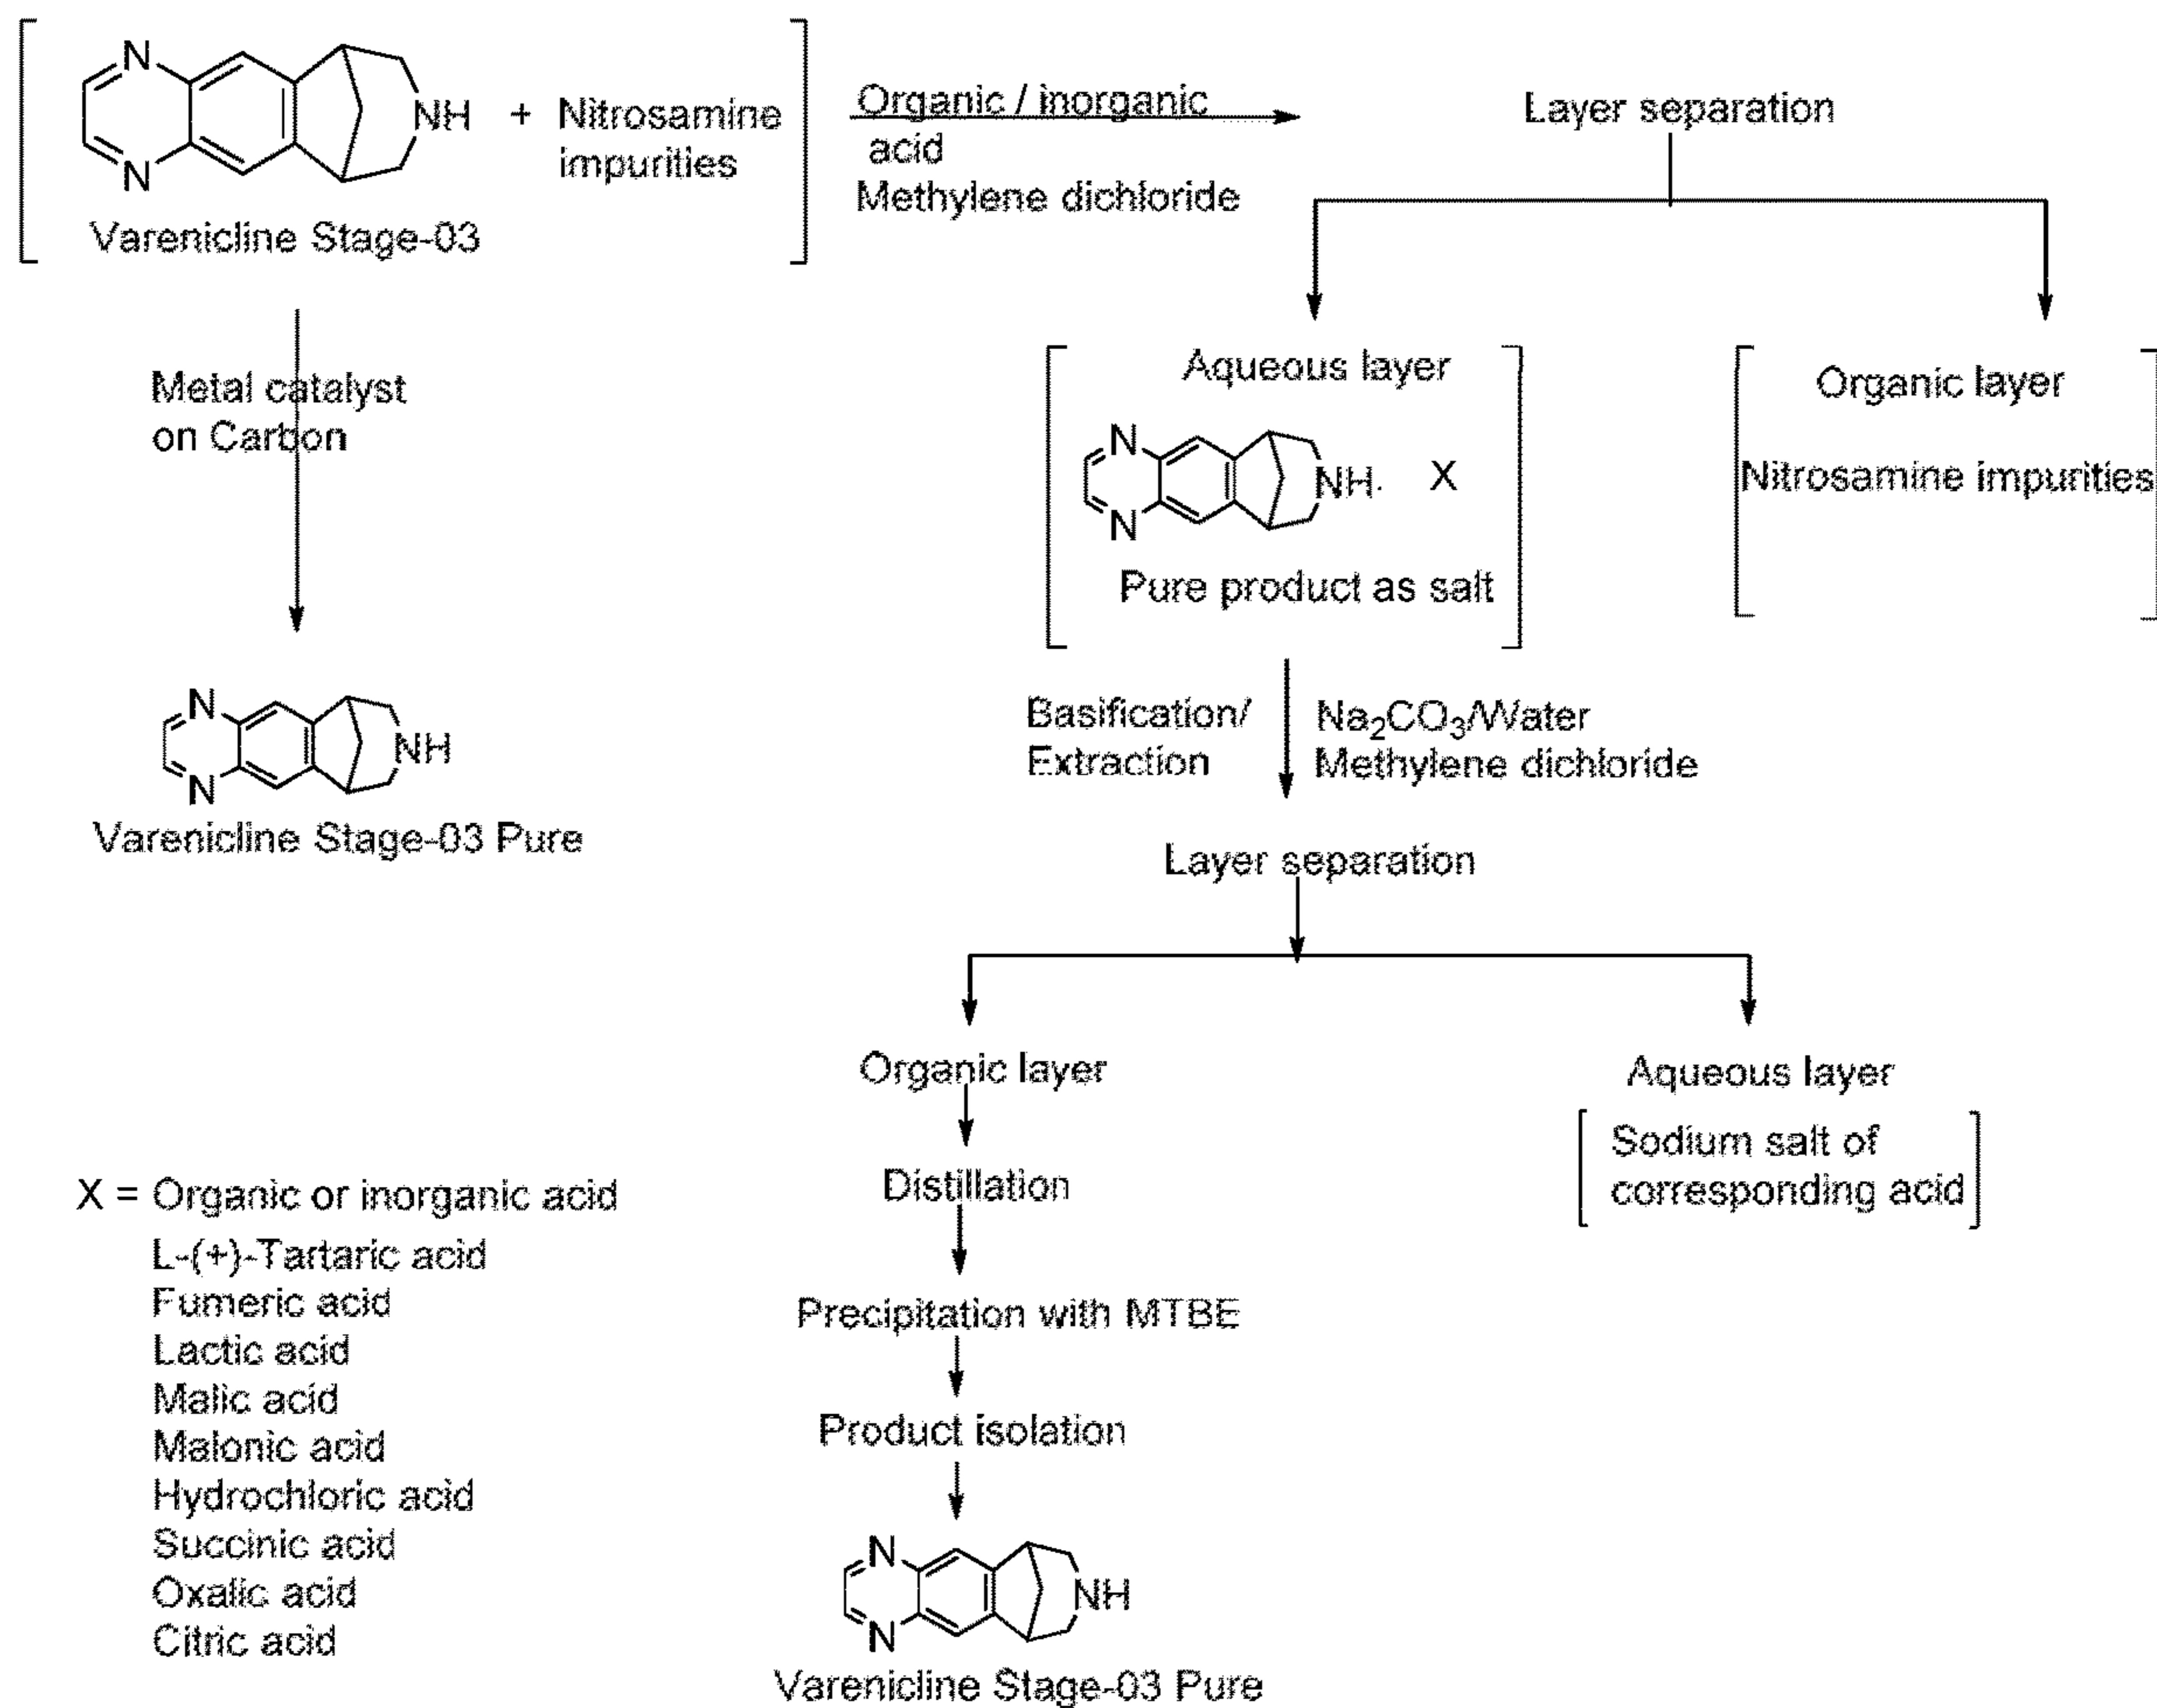 N
N
NH
+ Nitrosamine
impurities
Varenicline Stage-03
Organic / inorganic
acid
Methylene dichloride
Layer separation
Metal catalyst
on Carbon
N
N
NH
Varenicline Stage-03 Pure
Aqueous layer
N
N
NH. X
Pure product as salt
Organic layer
Nitrosamine impurities
Basification/
Extraction
Na₂CO₃/Water
Methylene dichloride
Layer separation
Organic layer
Aqueous layer
Sodium salt of
corresponding acid
Distillation
Precipitation with MTBE
Product isolation
N
N
NH
Varenicline Stage-03 Pure
X = Organic or inorganic acid
L-(+)-Tartaric acid
Fumeric acid
Lactic acid
Malic acid
Malonic acid
Hydrochloric acid
Succinic acid
Oxalic acid
Citric acid